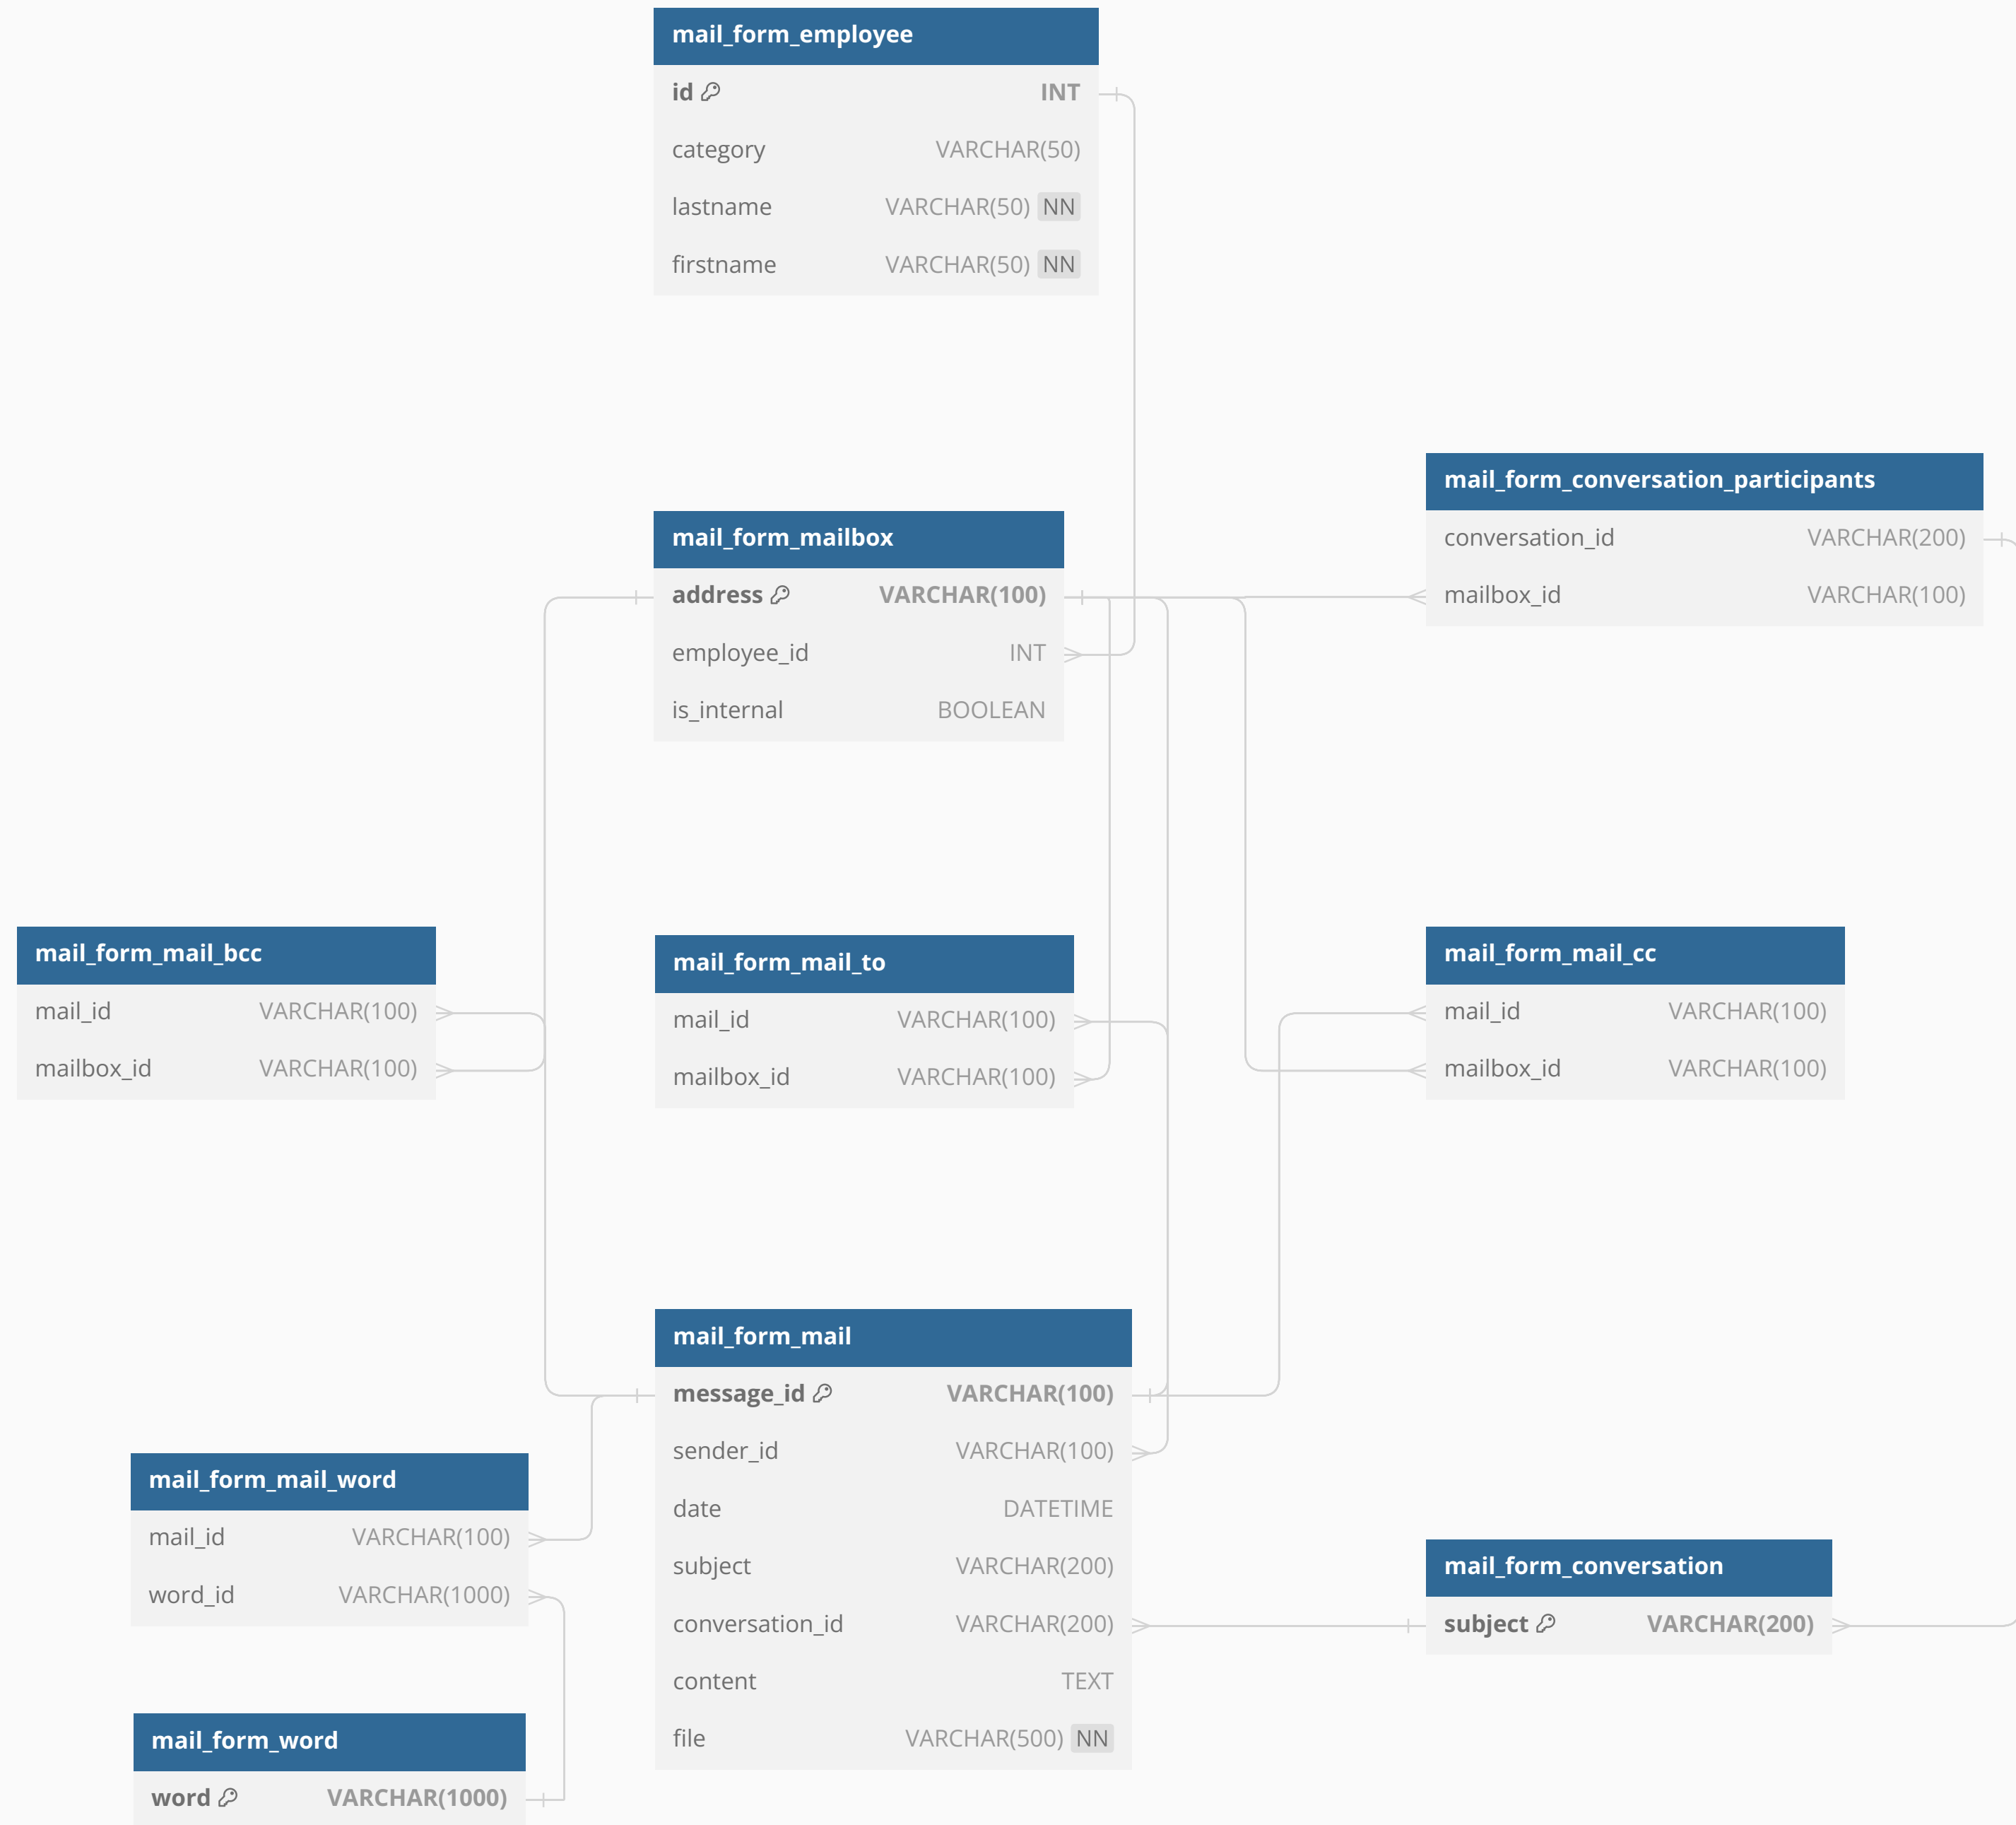 mail_form_employee
id INT
category VARCHAR(50)
lastname VARCHAR(50) NN
firstname VARCHAR(50) NN
mail_form_conversation_participants
conversation_id VARCHAR(200)
mailbox_id VARCHAR(100)
mail_form_mailbox
address VARCHAR(100)
employee_id INT
is_internal BOOLEAN
mail_form_mail_bcc
mail_id VARCHAR(100)
mailbox_id VARCHAR(100)
mail_form_mail_to
mail_id VARCHAR(100)
mailbox_id VARCHAR(100)
mail_form_mail_cc
mail_id VARCHAR(100)
mailbox_id VARCHAR(100)
mail_form_mail
message_id VARCHAR(100)
sender_id VARCHAR(100)
date DATETIME
subject VARCHAR(200)
conversation_id VARCHAR(200)
content TEXT
file VARCHAR(500) NN
mail_form_mail_word
mail_id VARCHAR(100)
word_id VARCHAR(1000)
mail_form_conversation
subject VARCHAR(200)
mail_form_word
word VARCHAR(1000)